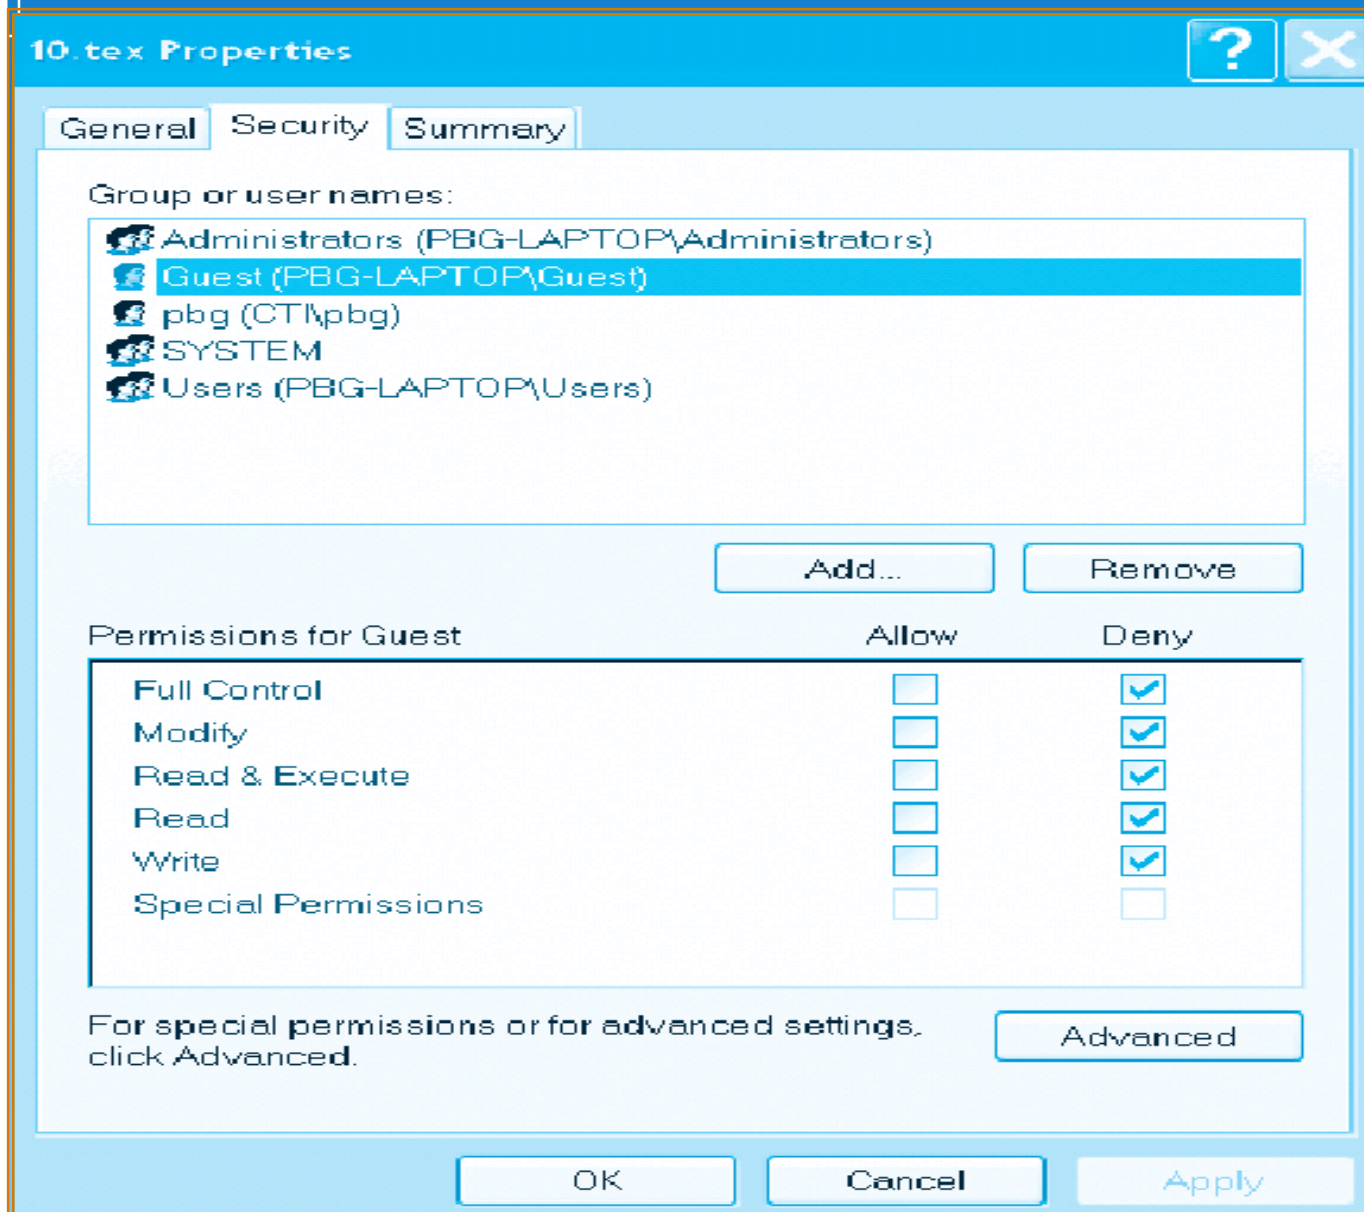 10.tex Properties
?
General Security Summary
Group or user names:
Administrators (PBG-LAPTOP\Administrators)
Guest (PBG-LAPTOP\Guest)
pbg (CTI\pbg)
SYSTEM
Users (PBG-LAPTOP\Users)
Add... Remove
Permissions for Guest Allow Deny
Full Control
Modify
Read & Execute
Read
Write
Special Permissions
For special permissions or for advanced settings,
click Advanced.
Advanced
OK Cancel Apply